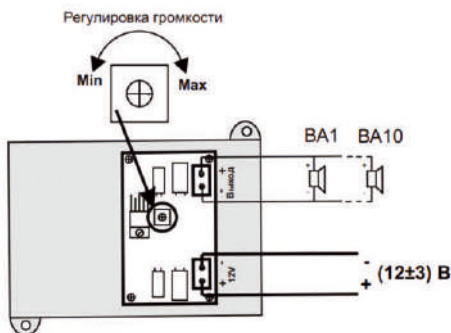 Регулировка громкости
Min
Max
BA1
BA10
+
Выход
-
-
12V
+
-
+
(12±3) В